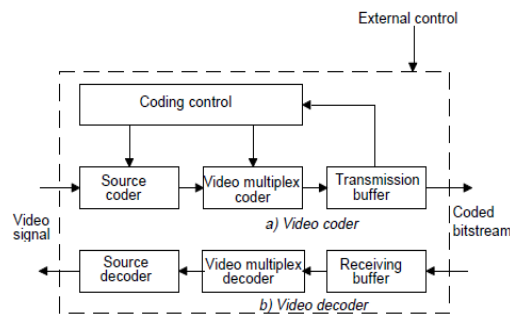 External control
Coding control
Source
coder
Video multiplex
coder
Transmission
buffer
Video
signal
a) Video coder
Coded
bitstream
Source
decoder
Video multiplex
decoder
Receiving
buffer
b) Video decoder